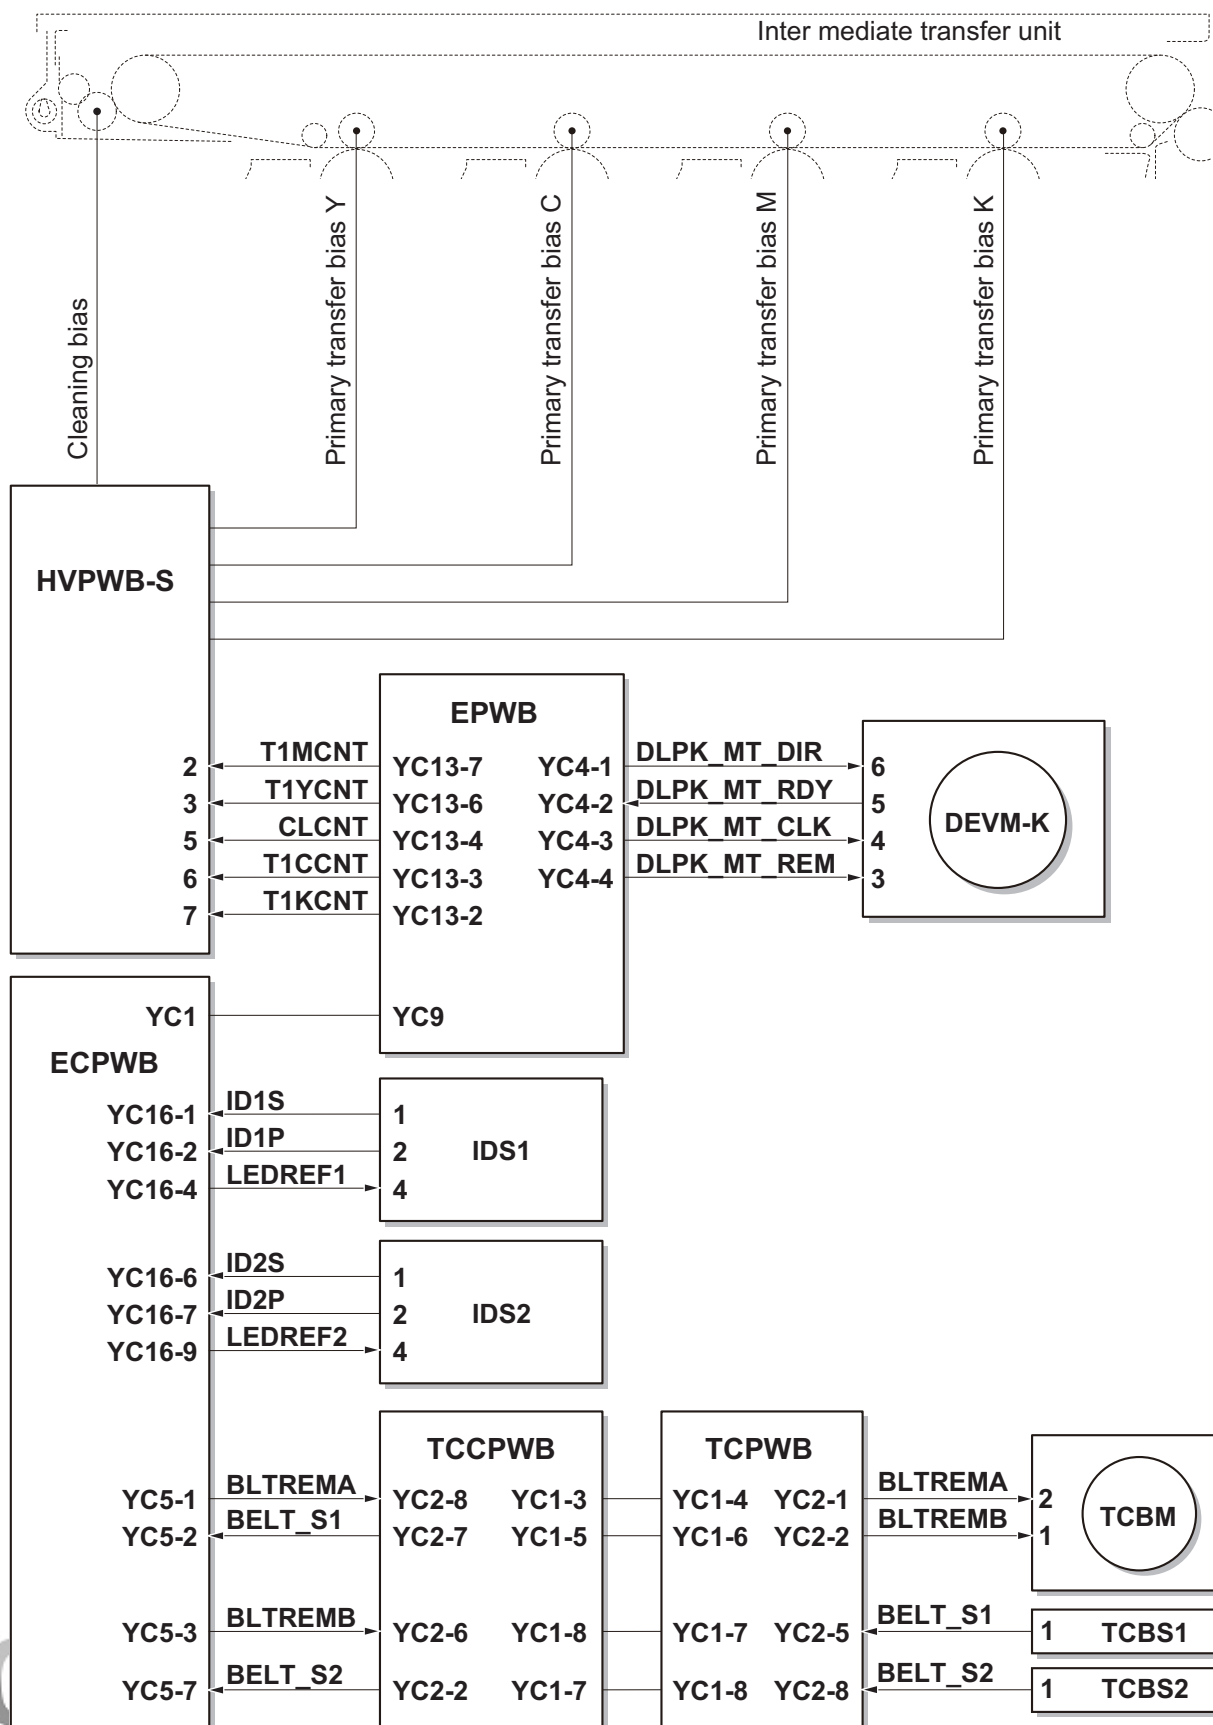 Inter mediate transfer unit
Cleaning bias
Primary transfer bias Y
Primary transfer bias C
Primary transfer bias M
Primary transfer bias K
HVPWB-S
EPWB
2 T1MCNT YC13-7 YC4-1 DLPK_MT_DIR 6
3 T1YCNT YC13-6 YC4-2 DLPK_MT_RDY 5
5 CLCNT YC13-4 YC4-3 DLPK_MT_CLK 4
6 T1CCNT YC13-3 YC4-4 DLPK_MT_REM 3
7 T1KCNT YC13-2
DEVM-K
YC1 YC9
ECPWB
YC16-1 ID1S 1
YC16-2 ID1P 2 IDS1
YC16-4 LEDREF1 4
YC16-6 ID2S 1
YC16-7 ID2P 2 IDS2
YC16-9 LEDREF2 4
TCCPWB TCPWB
YC5-1 BLTREMA YC2-8 YC1-3 YC1-4 YC2-1 BLTREMA 2
YC5-2 BELT_S1 YC2-7 YC1-5 YC1-6 YC2-2 BLTREMB 1
TCBM
YC5-3 BLTREMB YC2-6 YC1-8 YC1-7 YC2-5 BELT_S1 1 TCBS1
YC5-7 BELT_S2 YC2-2 YC1-7 YC1-8 YC2-8 BELT_S2 1 TCBS2